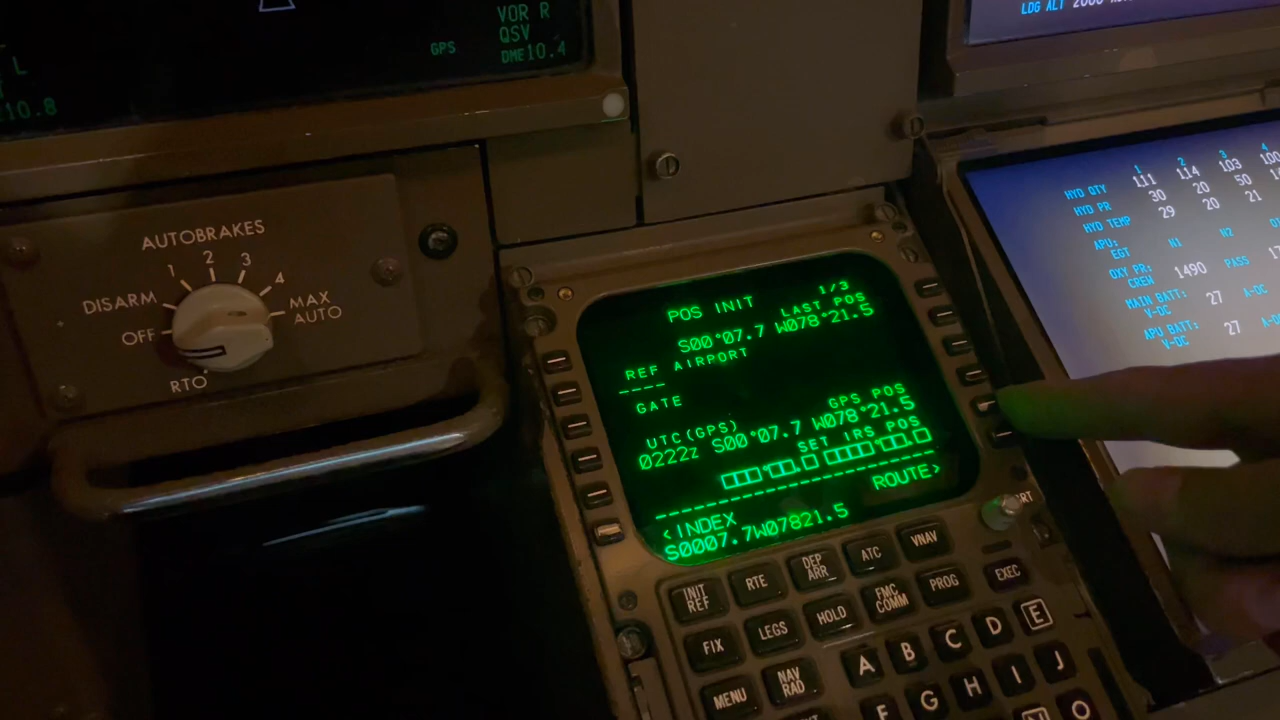 VOR R
QSV
DME10.4
GPS
L
10.8
LDG ALT
AUTOBRAKES
DISARM 1 2 3 4 MAX AUTO
OFF
RTO
POS INIT 1/3
LAST POS
S00°07.7 W078°21.5
REF AIRPORT
----
GATE
GPS POS
UTC(GPS)
0222z S00°07.7 W078°21.5
SET IRS POS
□□□°□□.□ □□□□°□□.□
<INDEX ROUTE>
S0007.7W07821.5
INIT REF
RTE
DEP ARR
ATC
VNAV
FIX
LEGS
HOLD
FMC COMM
PROG
EXEC
MENU
NAV RAD
A B C D E
F G H I J
O
1 2 3 4
HYD QTY 111 114 103 100
HYD PR 30 20 50
HYD TEMP 29 20 21
APU:
EGT N1 N2
OXY PR:
CREW 1490 PASS
MAIN BATT:
V-DC 27 A-DC
APU BATT:
V-DC 27